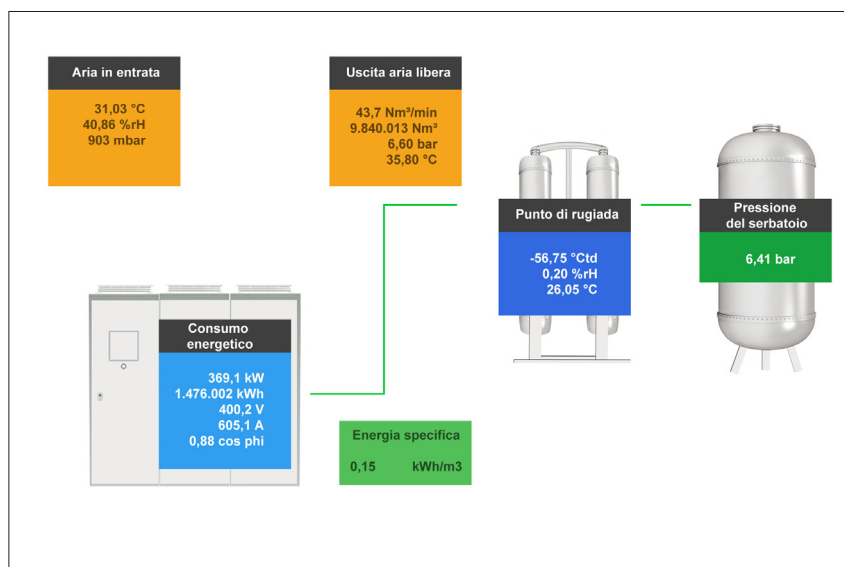 Aria in entrata
31,03 °C
40,86 %rH
903 mbar
Uscita aria libera
43,7 Nm³/min
9.840.013 Nm³
6,60 bar
35,80 °C
Punto di rugiada
-56,75 °Ctd
0,20 %rH
26,05 °C
Pressione
del serbatoio
6,41 bar
Consumo
energetico
369,1 kW
1.476.002 kWh
400,2 V
605,1 A
0,88 cos phi
Energia specifica
0,15 kWh/m3